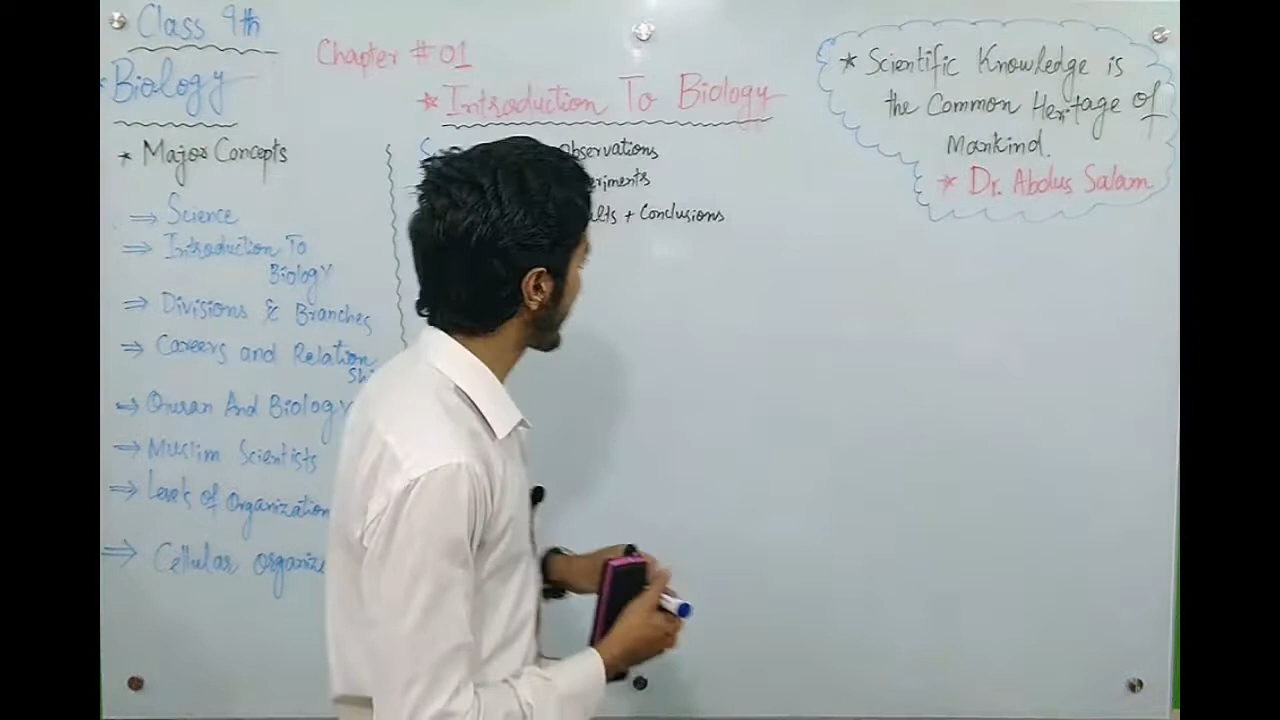 Class 9th
Biology
Chapter # 01
* Introduction To Biology
* Major Concepts
⇒ Science
⇒ Introduction To
Biology
⇒ Divisions & Branches
⇒ Careers and Relation
⇒ Quran And Biology
⇒ Muslim Scientists
⇒ Levels of Organization
⇒ Cellular
Observations
+ Conclusions
* Scientific Knowledge is
the Common Heritage of
Mankind.
* Dr. Abdus Salam